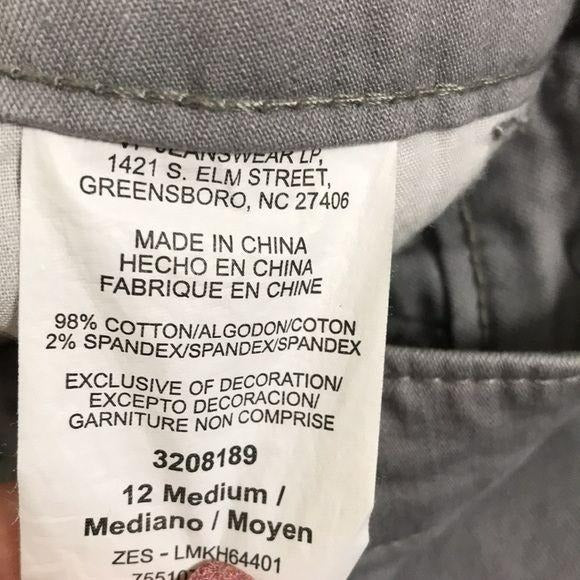 JEANSWEAR LP,
1421 S. ELM STREET,
GREENSBORO, NC 27406
MADE IN CHINA
HECHO EN CHINA
FABRIQUE EN CHINE
98% COTTON/ALGODON/COTON
2% SPANDEX/SPANDEX/SPANDEX
EXCLUSIVE OF DECORATION/
EXCEPTO DECORACION/
GARNITURE NON COMPRISE
3208189
12 Medium /
Mediano / Moyen
ZES - LMKH64401